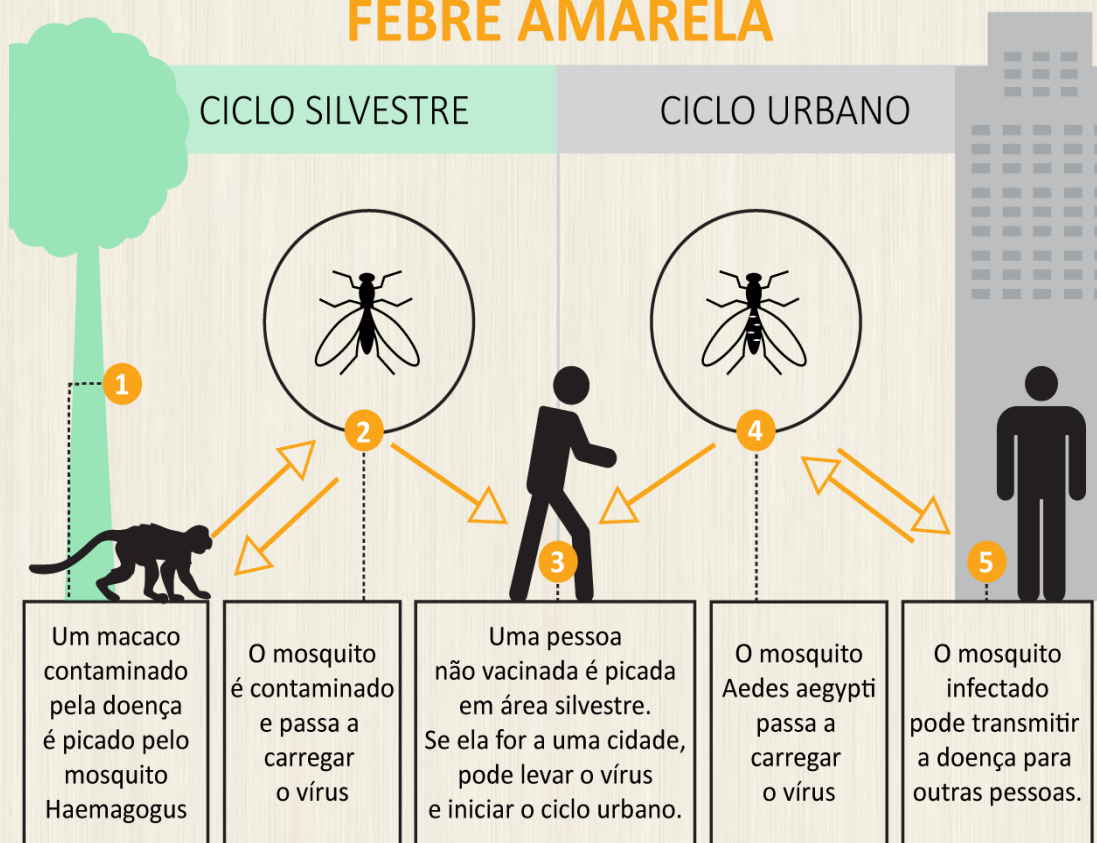 FEBRE AMARELA
CICLO SILVESTRE
CICLO URBANO
1
2
3
4
5
Um macaco
contaminado
pela doença
é picado pelo
mosquito
Haemagogus
O mosquito
é contaminado
e passa a
carregar
o vírus
Uma pessoa
não vacinada é picada
em área silvestre.
Se ela for a uma cidade,
pode levar o vírus
e iniciar o ciclo urbano.
O mosquito
Aedes aegypti
passa a
carregar
o vírus
O mosquito
infectado
pode transmitir
a doença para
outras pessoas.